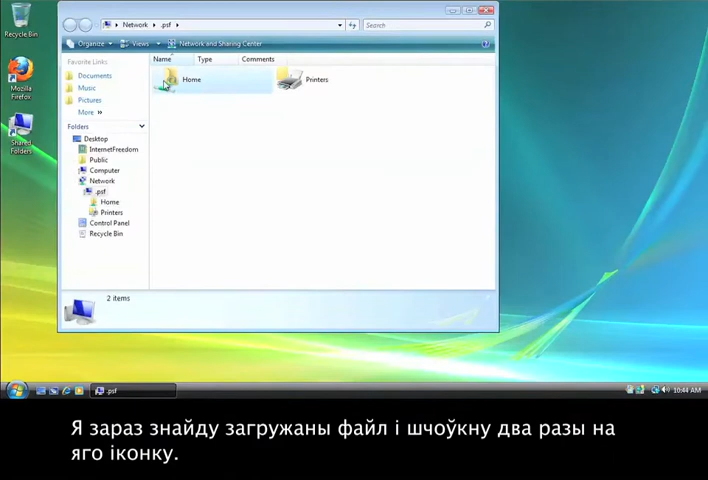 Recycle Bin
Mozilla
Firefox
Shared
Folders
Network
.psf
Search
Organize
Views
Network and Sharing Center
Favorite Links
Documents
Music
Pictures
More
Folders
Desktop
InternetFreedom
Public
Computer
Network
.psf
Home
Printers
Control Panel
Recycle Bin
Name Type Comments
Home Printers
2 items
.psf
10:44 AM
Я зараз знайду загружаны файл і шчоўкну два разы на
яго іконку.